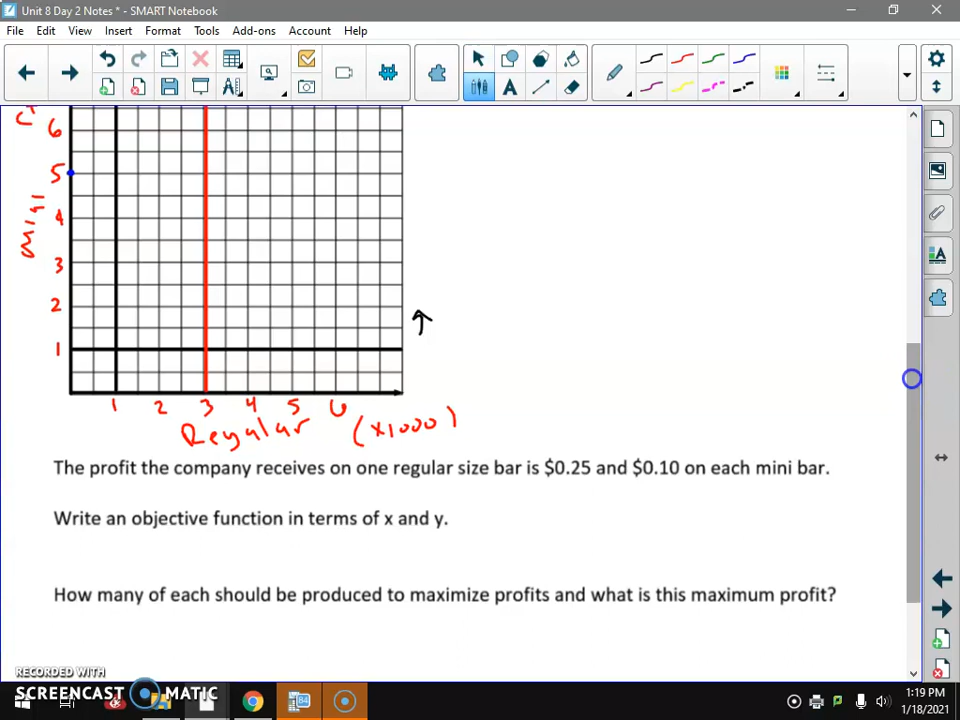 Unit 8 Day 2 Notes * - SMART Notebook
File Edit View Insert Format Tools Add-ons Account Help
6
5
Mini
4
3
2
1
1 2 3 4 5 6
Regular (x1000)
The profit the company receives on one regular size bar is $0.25 and $0.10 on each mini bar.
Write an objective function in terms of x and y.
How many of each should be produced to maximize profits and what is this maximum profit?
RECORDED WITH
SCREENCAST MATIC
84
1:19 PM
1/18/2021